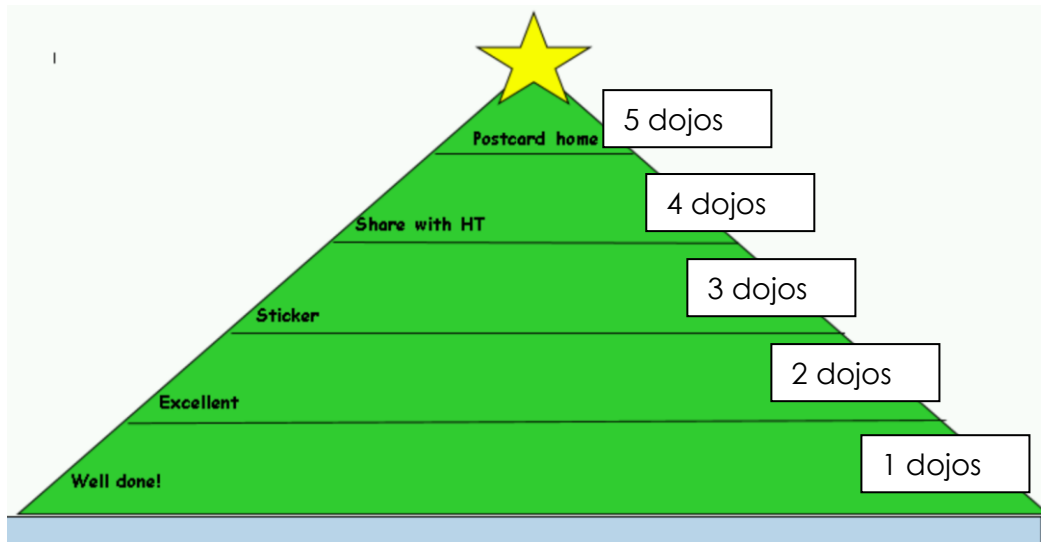 5 dojos
Postcard home
4 dojos
Share with HT
3 dojos
Sticker
2 dojos
Excellent
1 dojos
Well done!